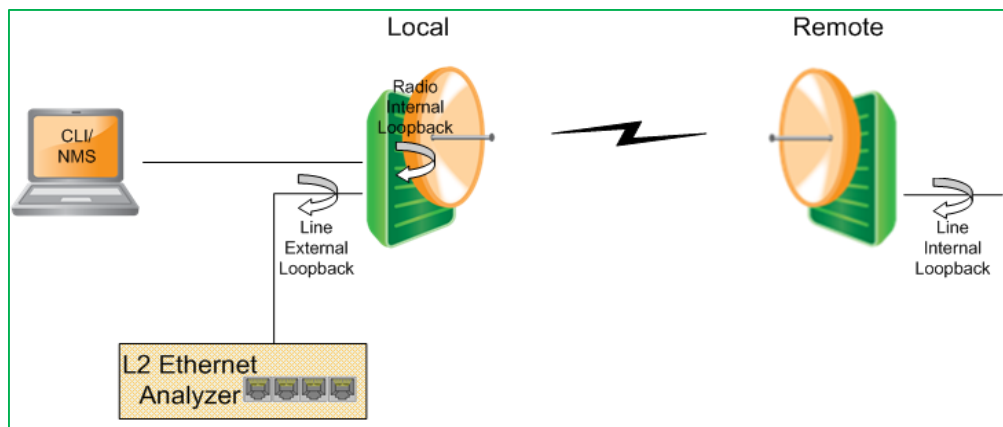 Local
Remote
Radio
Internal
Loopback
CLI/
NMS
Line
External
Loopback
Line
Internal
Loopback
L2 Ethernet
Analyzer